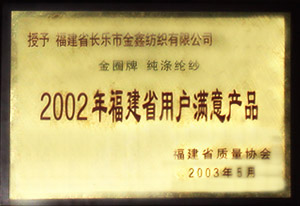 授予 福建省长乐市金鑫纺织有限公司
金圈牌 纯涤纶纱
2002年福建省用户满意产品
福建省质量协会
2003年5月